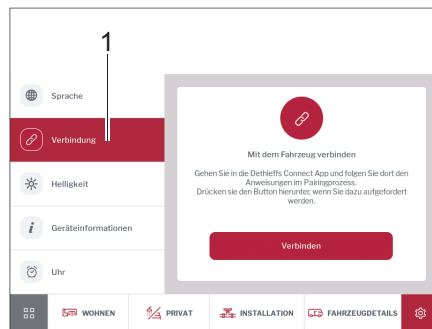 1
Sprache
Verbindung
Helligkeit
Geräteinformationen
Uhr
Mit dem Fahrzeug verbinden
Gehen Sie in die Dethleffs Connect App und folgen Sie dort den
Anweisungen im Pairingprozess.
Drücken sie den Button hierunter, wenn Sie dazu aufgefordert
werden.
Verbinden
WOHNEN
PRIVAT
INSTALLATION
FAHRZEUGDETAILS